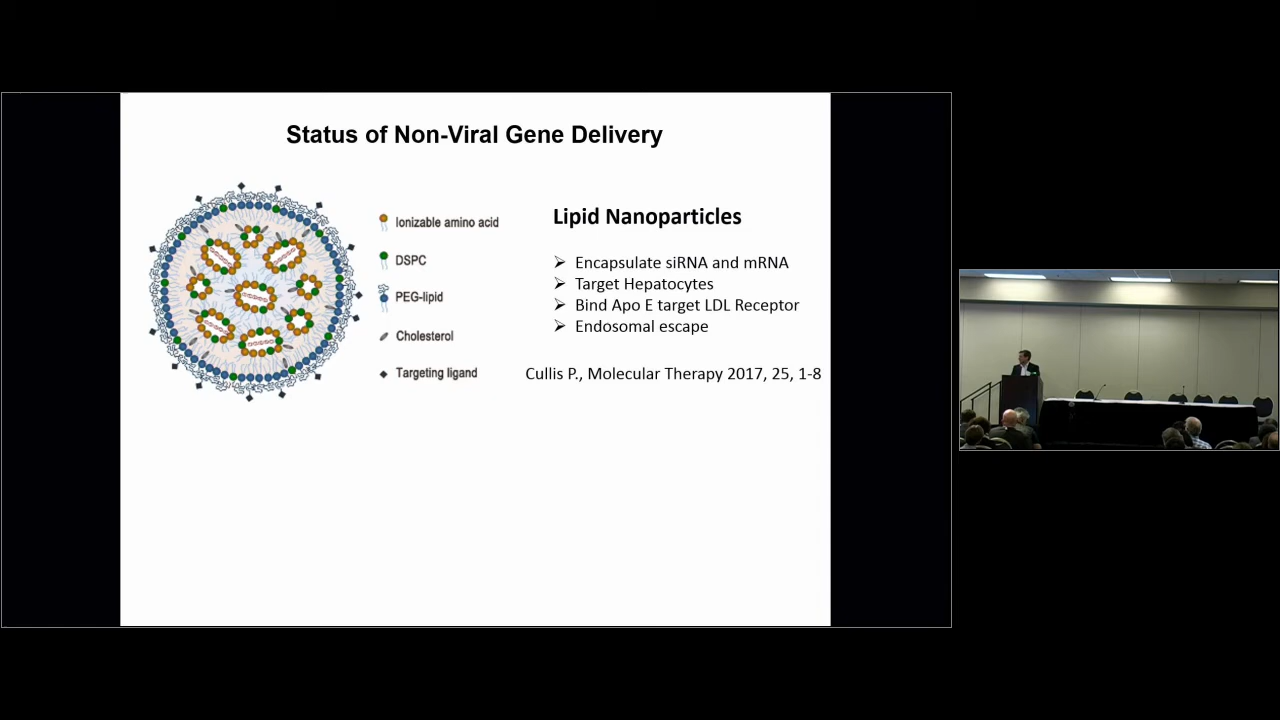 Status of Non-Viral Gene Delivery
Ionizable amino acid
DSPC
PEG-lipid
Cholesterol
Targeting ligand
Lipid Nanoparticles
Encapsulate siRNA and mRNA
Target Hepatocytes
Bind Apo E target LDL Receptor
Endosomal escape
Cullis P., Molecular Therapy 2017, 25, 1-8